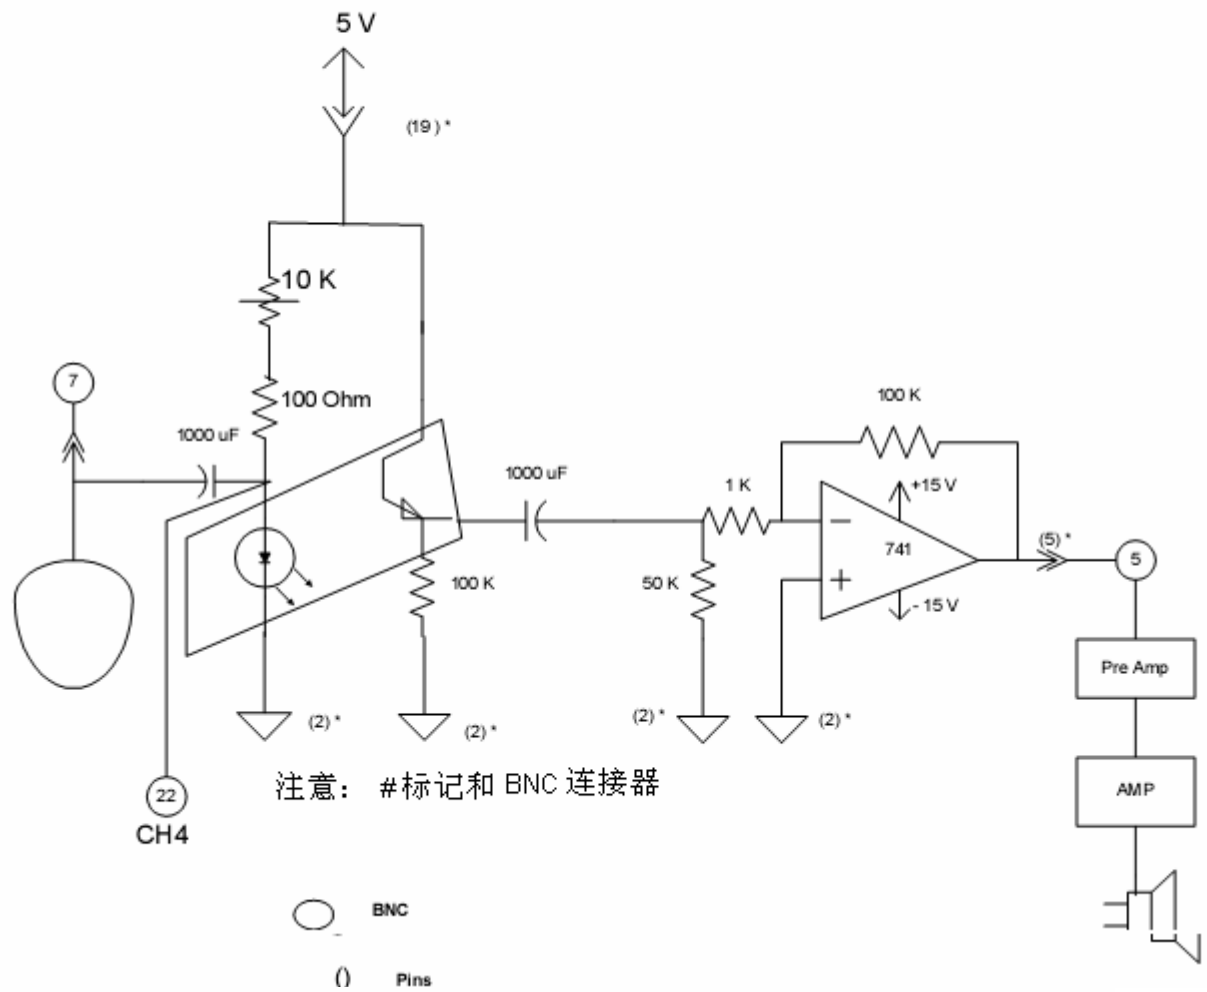 5 V
(19 ) *
10 K
7
100 Ohm
100 K
1000 uF
1000 uF
1 K
+15 V
741
(5) *
5
100 K
50 K
- 15 V
Pre Amp
(2) *
(2) *
(2) *
(2) *
注意： #标记和 BNC 连接器
22
AMP
CH4
BNC
() Pins